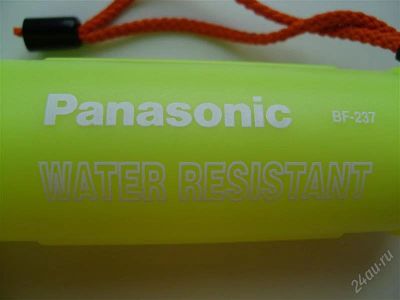 Panasonic BF-237
WATER RESISTANT
24au.ru